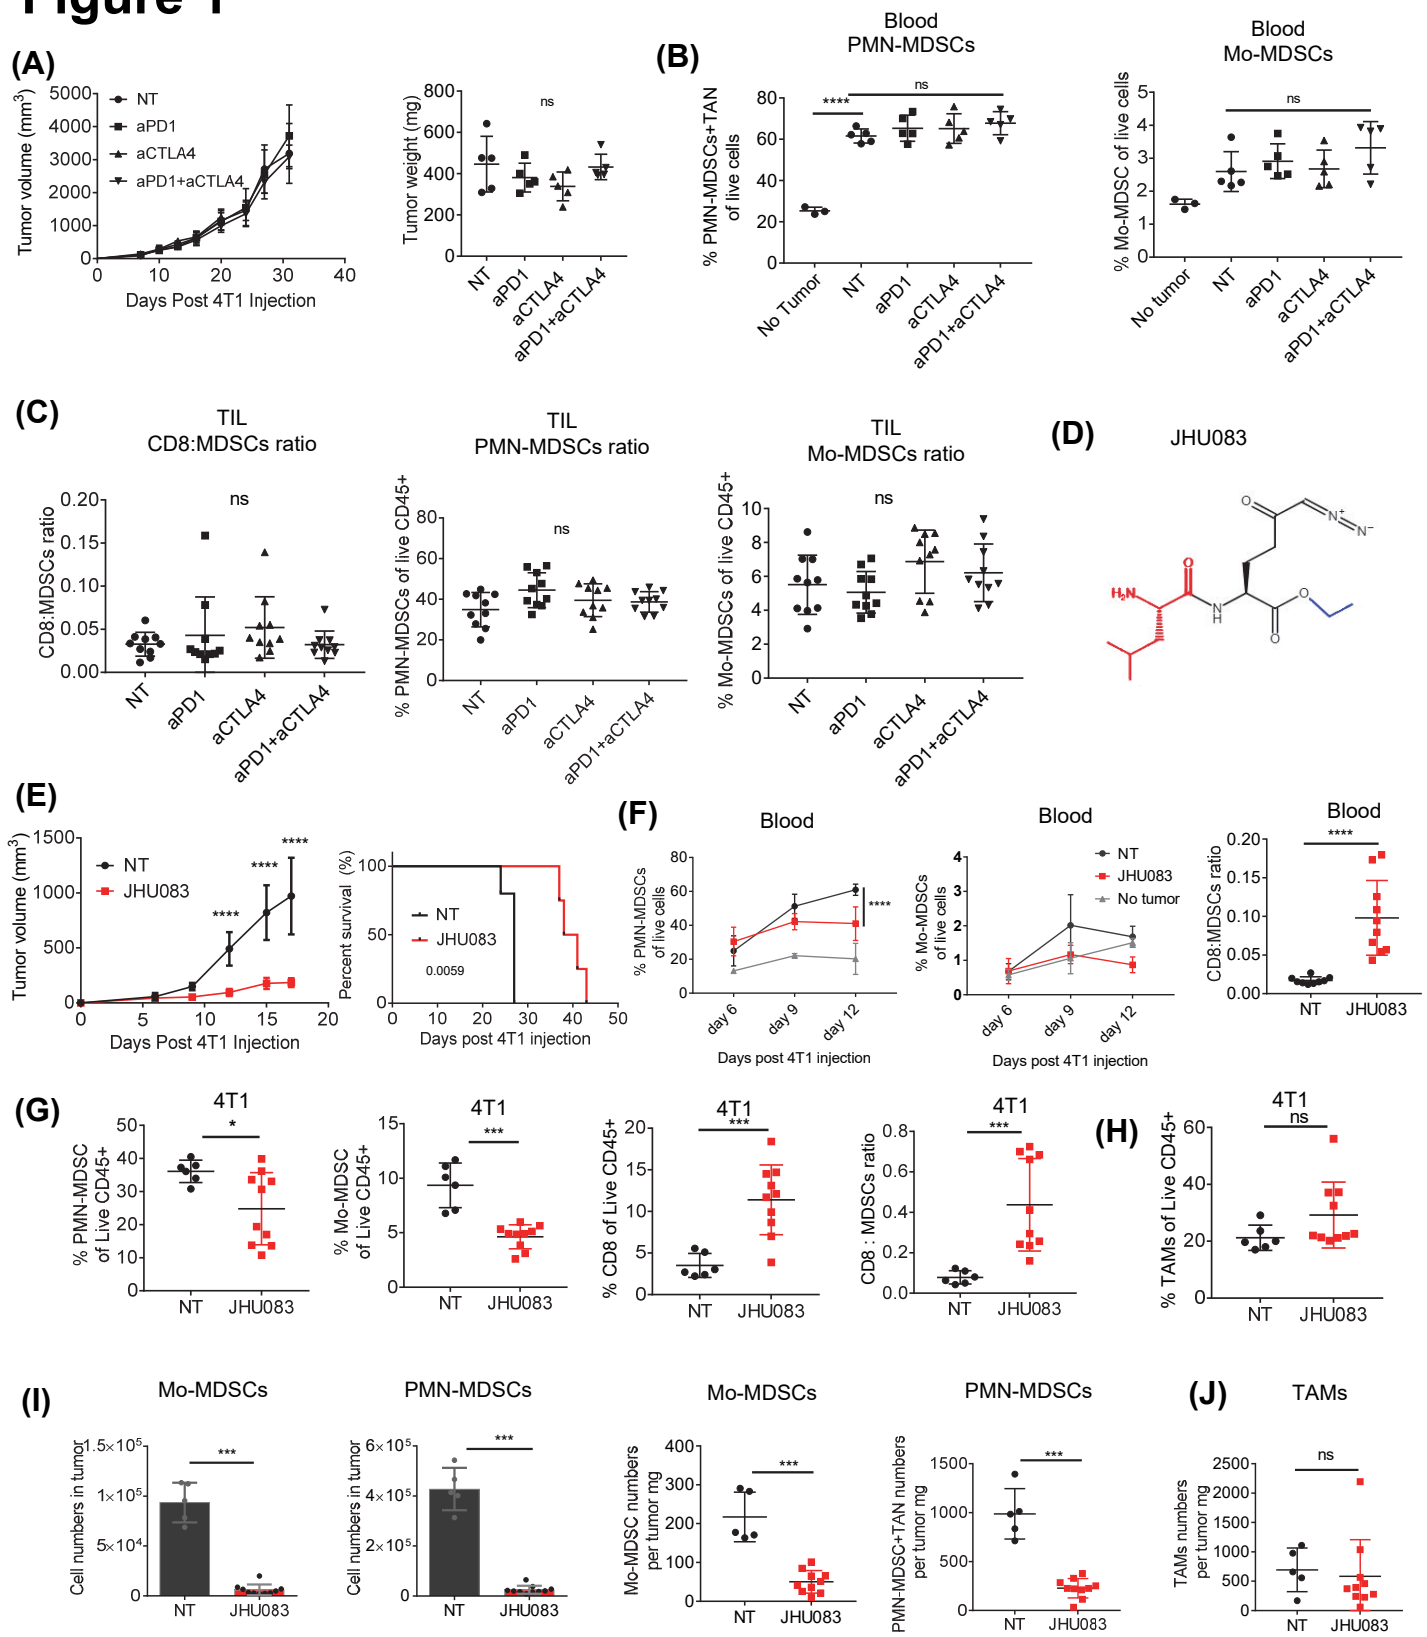 Figure 1
(A)
Tumor volume (mm3)
5000
4000
3000
2000
1000
0
NT
aPD1
aCTLA4
aPD1+aCTLA4
0 10 20 30 40
Days Post 4T1 Injection
Tumor weight (mg)
800
600
400
200
0
ns
NT
aPD1
aCTLA4
aPD1+aCTLA4
(B)
Blood
PMN-MDSCs
% PMN-MDSCs+TAN
of live cells
80
60
40
20
0
****
ns
No Tumor
NT
aPD1
aCTLA4
aPD1+aCTLA4
Blood
Mo-MDSCs
% Mo-MDSC of live cells
5
4
3
2
1
0
ns
No tumor
NT
aPD1
aCTLA4
aPD1+aCTLA4
(C)
TIL
CD8:MDSCs ratio
CD8:MDSCs ratio
0.20
0.15
0.10
0.05
0.00
ns
NT
aPD1
aCTLA4
aPD1+aCTLA4
TIL
PMN-MDSCs ratio
% PMN-MDSCs of live CD45+
80
60
40
20
0
ns
NT
aPD1
aCTLA4
aPD1+aCTLA4
TIL
Mo-MDSCs ratio
% Mo-MDSCs of live CD45+
10
8
6
4
2
0
ns
NT
aPD1
aCTLA4
aPD1+aCTLA4
(D)
JHU083
O
N+
N−
O
H2N
N
H
O
O
(E)
Tumor volume (mm3)
1500
1000
500
0
NT
JHU083
****
****
****
0 5 10 15 20
Days Post 4T1 Injection
Percent survival (%)
100
50
0
NT
JHU083
0.0059
0 10 20 30 40 50
Days post 4T1 injection
(F)
Blood
% PMN-MDSCs
of live cells
80
60
40
20
0
****
day 6
day 9
day 12
Days post 4T1 injection
Blood
% Mo-MDSCs
of live cells
4
3
2
1
0
NT
JHU083
No tumor
day 6
day 9
day 12
Days post 4T1 injection
Blood
CD8:MDSCs ratio
0.20
0.15
0.10
0.05
0.00
****
NT JHU083
(G)
4T1
% PMN-MDSC
of Live CD45+
50
40
30
20
10
0
*
NT JHU083
4T1
% Mo-MDSC
of Live CD45+
15
10
5
0
***
NT JHU083
4T1
% CD8 of Live CD45+
20
15
10
5
0
***
NT JHU083
4T1
CD8 : MDSCs ratio
0.8
0.6
0.4
0.2
0.0
***
NT JHU083
(H)
4T1
% TAMs of Live CD45+
60
40
20
0
ns
NT JHU083
(I)
Mo-MDSCs
Cell numbers in tumor
1.5×105
1×105
5×104
0
***
NT JHU083
PMN-MDSCs
Cell numbers in tumor
6×105
4×105
2×105
0
***
NT JHU083
Mo-MDSCs
Mo-MDSC numbers
per tumor mg
400
300
200
100
0
***
NT JHU083
PMN-MDSCs
PMN-MDSC+TAN numbers
per tumor mg
1500
1000
500
0
***
NT JHU083
(J)
TAMs
TAMs numbers
per tumor mg
2500
2000
1500
1000
500
0
ns
NT JHU083